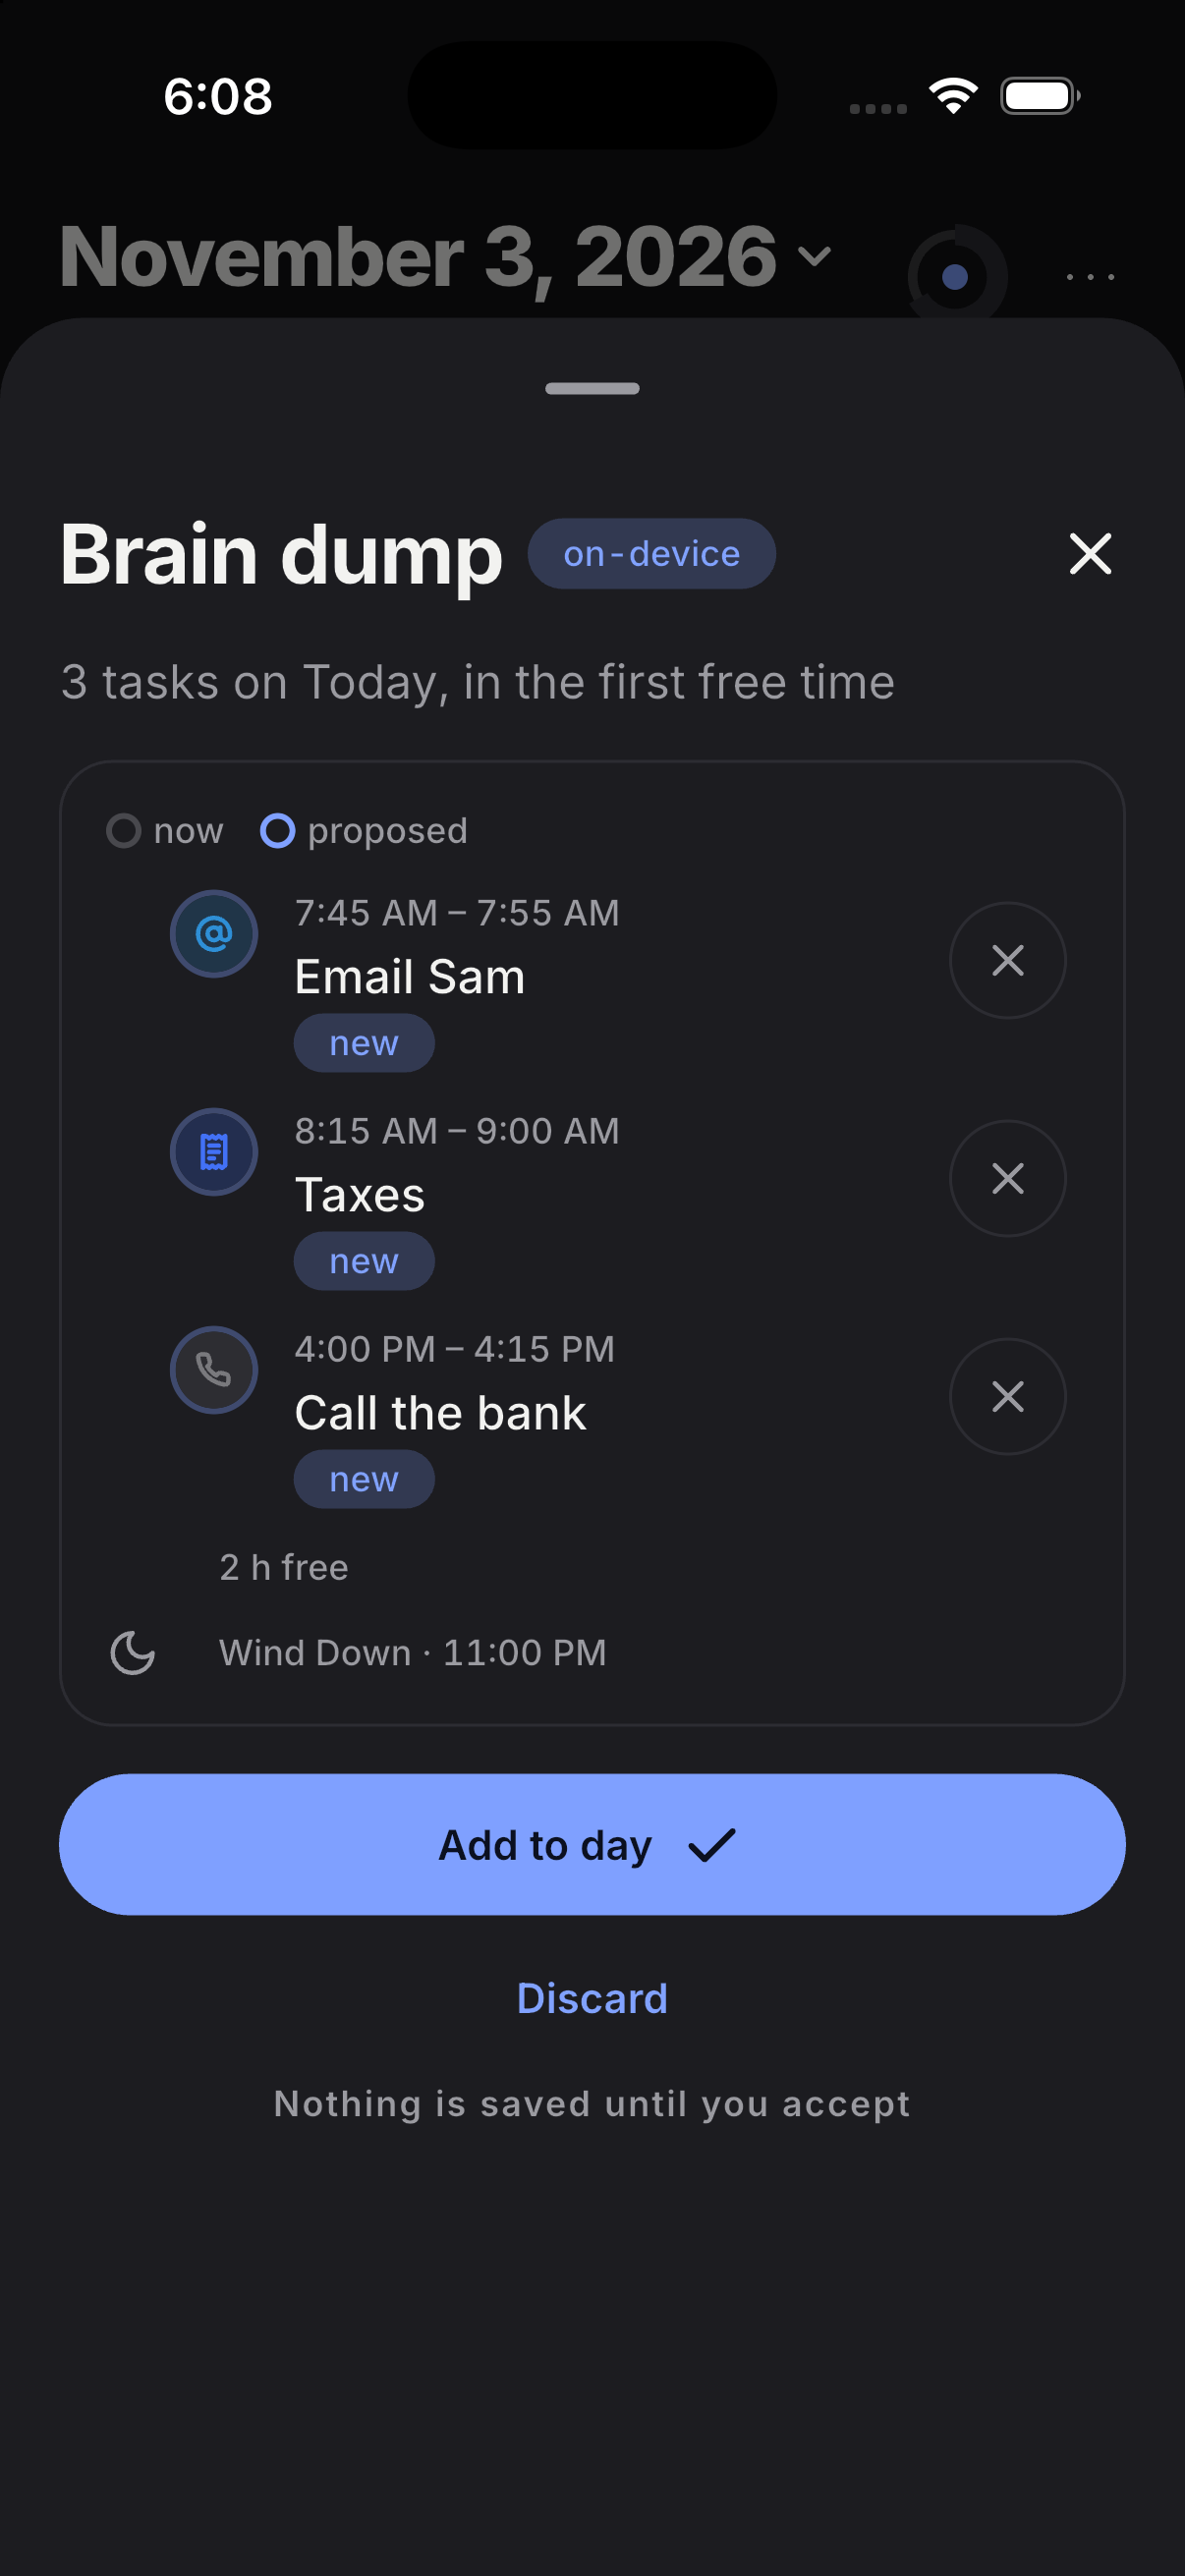 6:08
November 3, 2026
Brain dump
on-device
3 tasks on Today, in the first free time
now
proposed
7:45 AM – 7:55 AM
Email Sam
new
8:15 AM – 9:00 AM
Taxes
new
4:00 PM – 4:15 PM
Call the bank
new
2 h free
Wind Down · 11:00 PM
Add to day
Discard
Nothing is saved until you accept